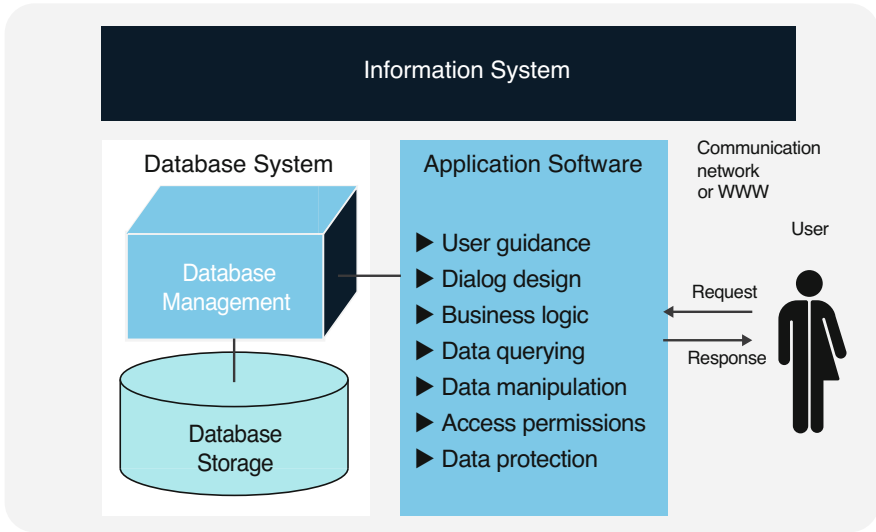 Information System
Database System
Database
Management
Database
Storage
Application Software
▶ User guidance
▶ Dialog design
▶ Business logic
▶ Data querying
▶ Data manipulation
▶ Access permissions
▶ Data protection
Communication
network
or WWW
User
Request
Response